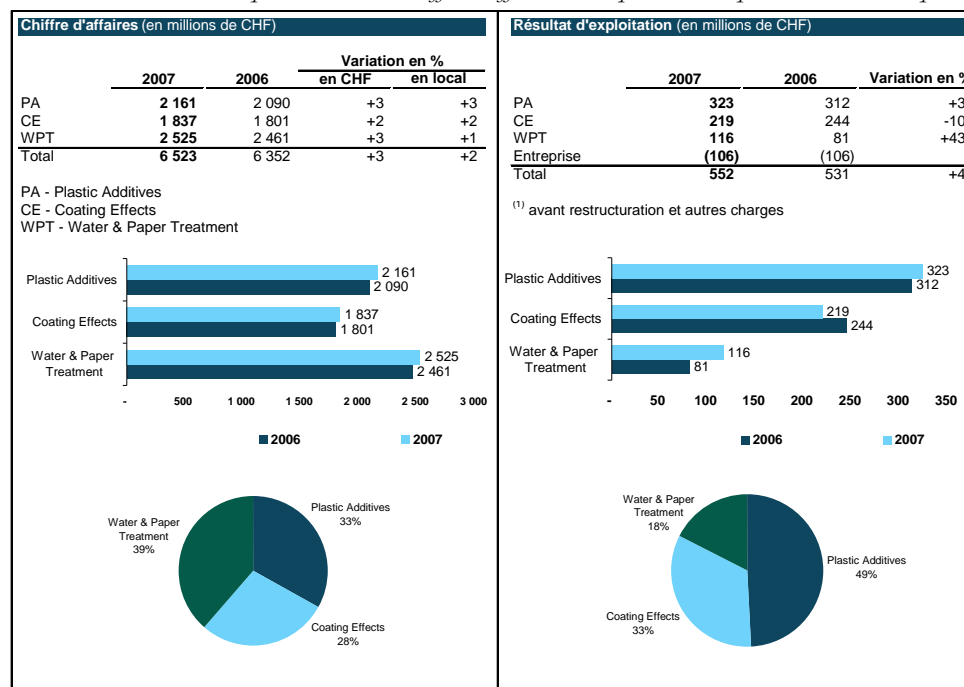 Chiffre d'affaires (en millions de CHF)
Variation en %
2007 2006 en CHF en local
PA 2 161 2 090 +3 +3
CE 1 837 1 801 +2 +2
WPT 2 525 2 461 +3 +1
Total 6 523 6 352 +3 +2
PA - Plastic Additives
CE - Coating Effects
WPT - Water & Paper Treatment
Plastic Additives
2 161
2 090
Coating Effects
1 837
1 801
Water & Paper
Treatment
2 525
2 461
- 500 1 000 1 500 2 000 2 500 3 000
2006 2007
Plastic Additives
33%
Water & Paper
Treatment
39%
Coating Effects
28%
Résultat d'exploitation (en millions de CHF)
2007 2006 Variation en %
PA 323 312 +3
CE 219 244 -10
WPT 116 81 +43
Entreprise (106) (106)
Total 552 531 +4
(1) avant restructuration et autres charges
Plastic Additives
323
312
Coating Effects
219
244
Water & Paper
Treatment
116
81
- 50 100 150 200 250 300 350
2006 2007
Water & Paper
Treatment
18%
Plastic Additives
49%
Coating Effects
33%